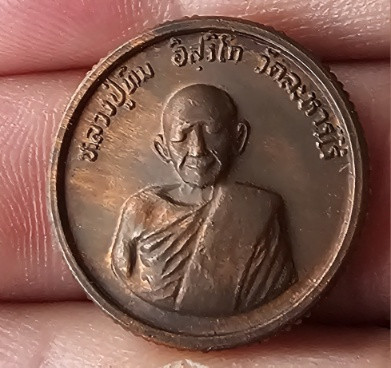 หลวงปู่ทิม อิสริโก วัดละหารไร่